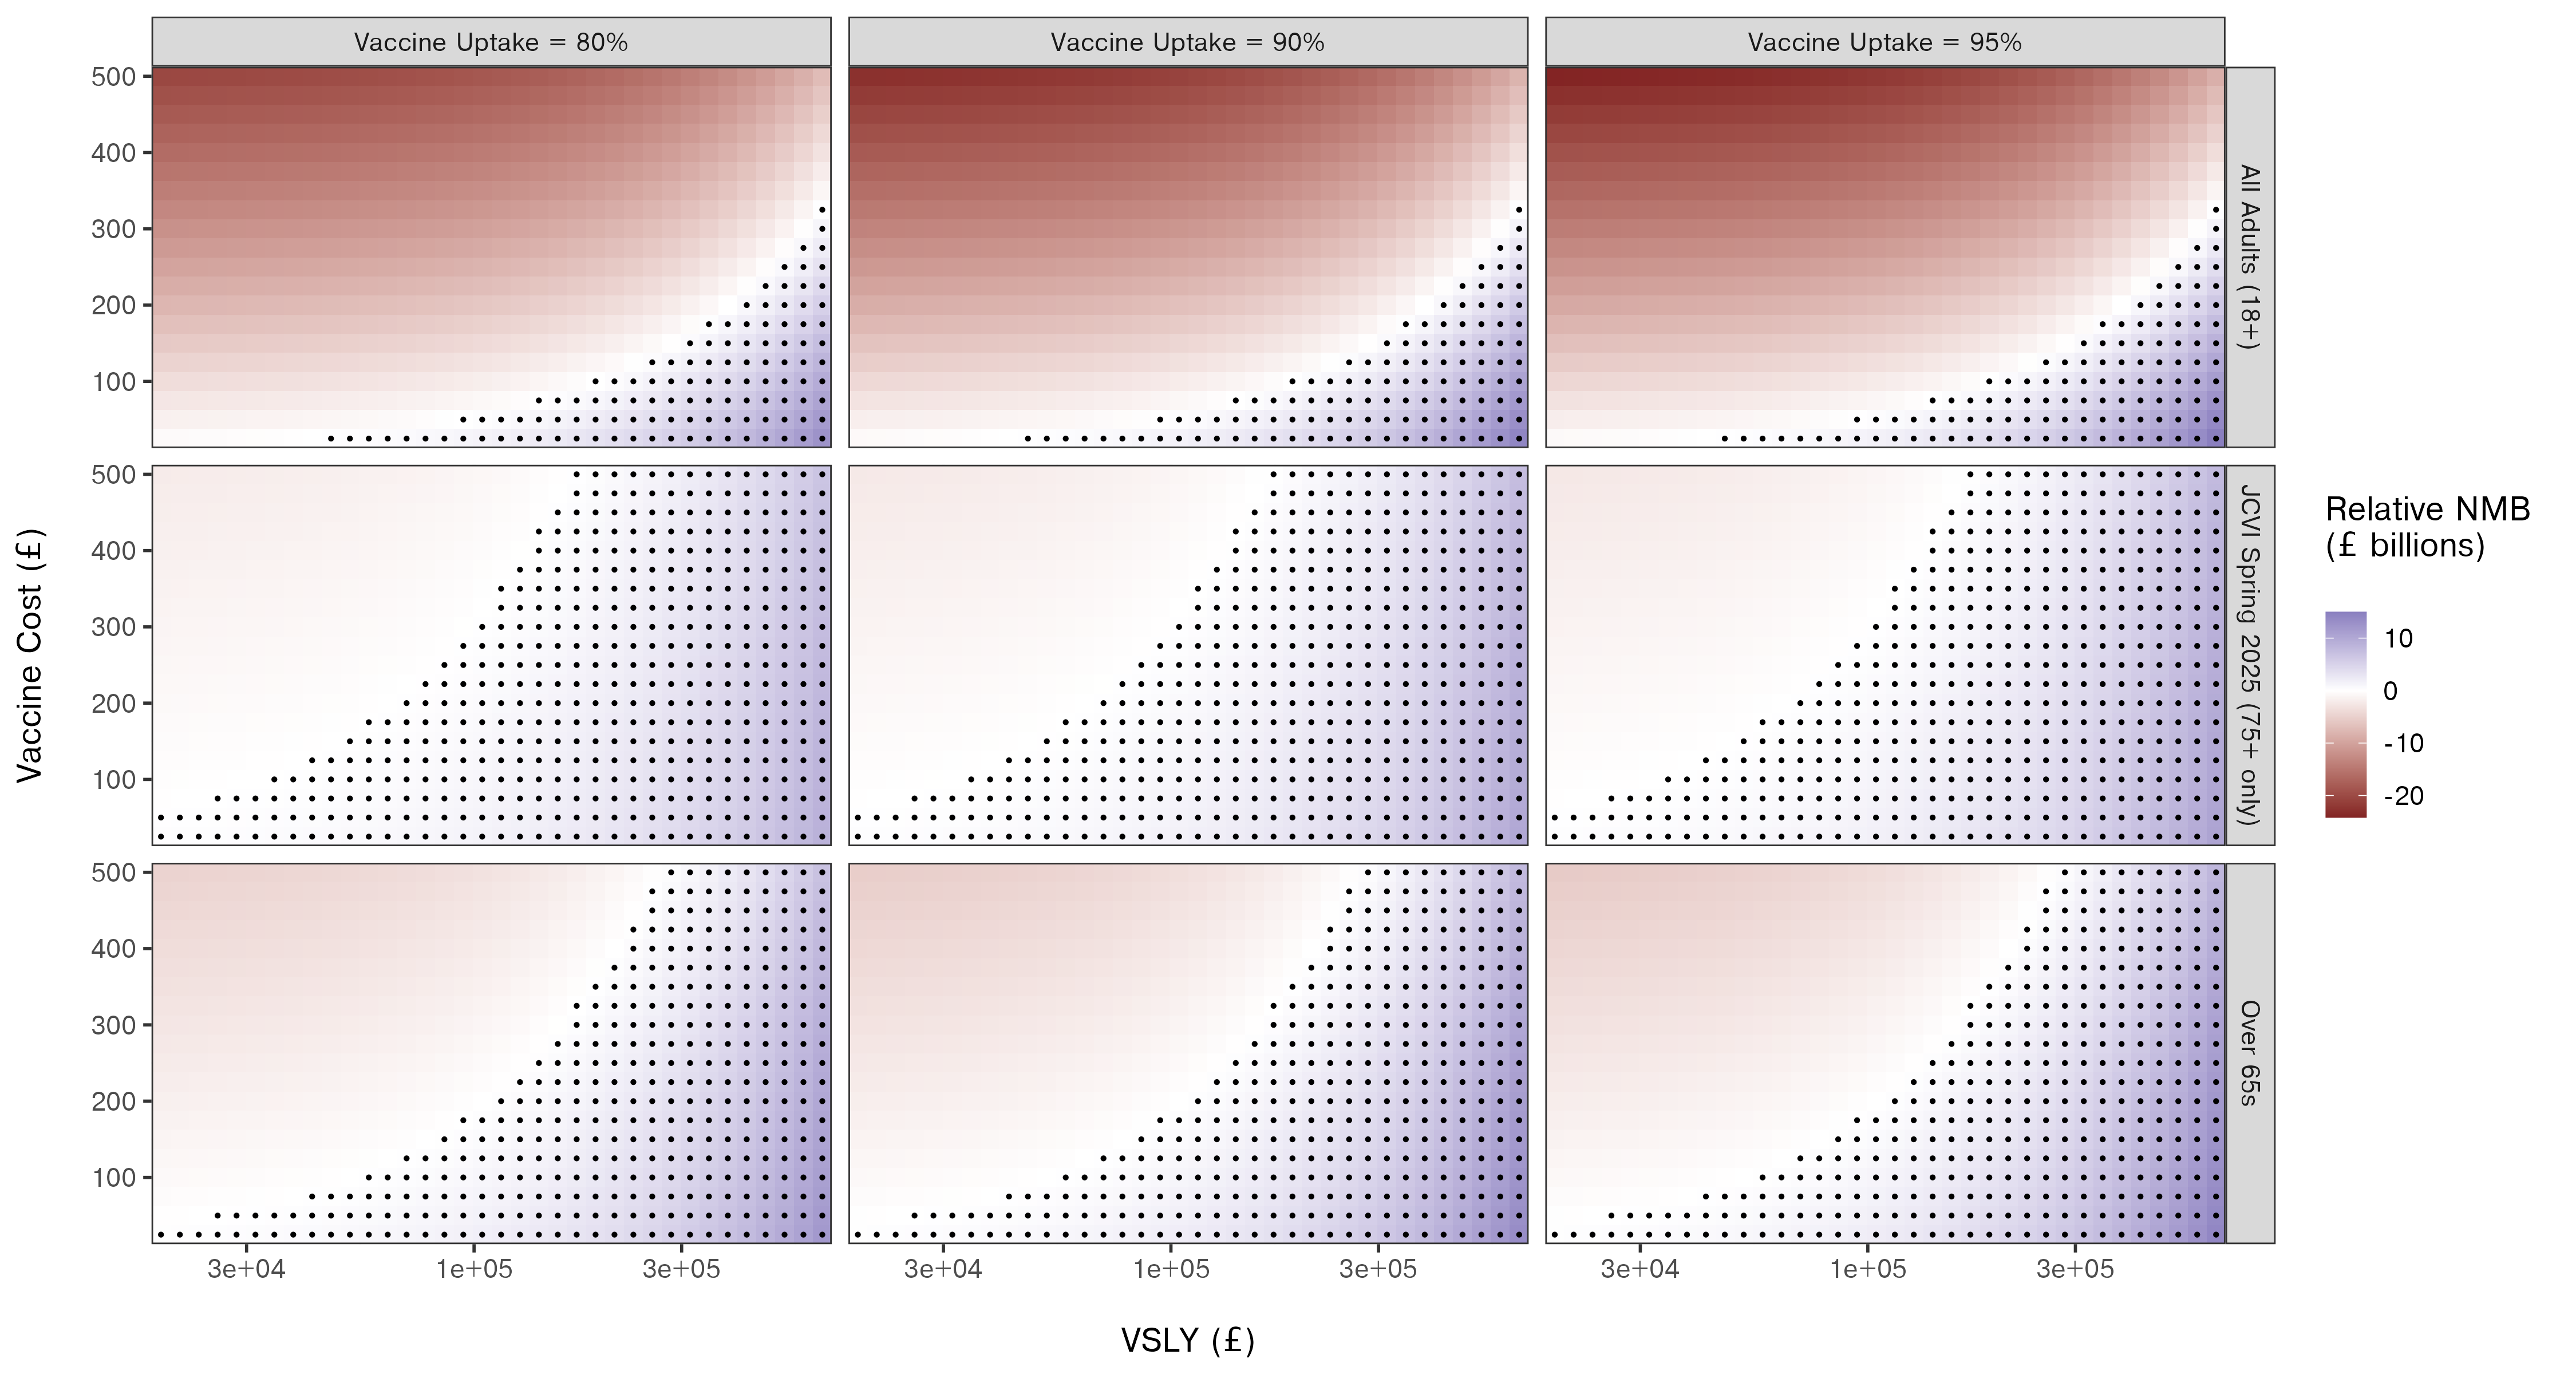 Vaccine Uptake = 80%
Vaccine Uptake = 90%
Vaccine Uptake = 95%
500
400
300
200
100
All Adults (18+)
500
400
300
200
100
JCVI Spring 2025 (75+ only)
500
400
300
200
100
Over 65s
Vaccine Cost (£)
3e+04
1e+05
3e+05
3e+04
1e+05
3e+05
3e+04
1e+05
3e+05
VSLY (£)
Relative NMB
(£ billions)
10
0
-10
-20